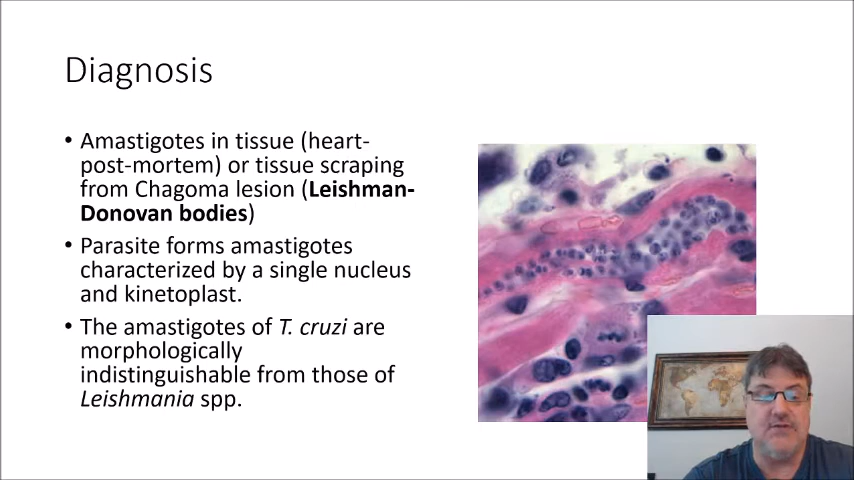 Diagnosis
• Amastigotes in tissue (heart-
post-mortem) or tissue scraping
from Chagoma lesion (Leishman-
Donovan bodies)
• Parasite forms amastigotes
characterized by a single nucleus
and kinetoplast.
• The amastigotes of T. cruzi are
morphologically
indistinguishable from those of
Leishmania spp.